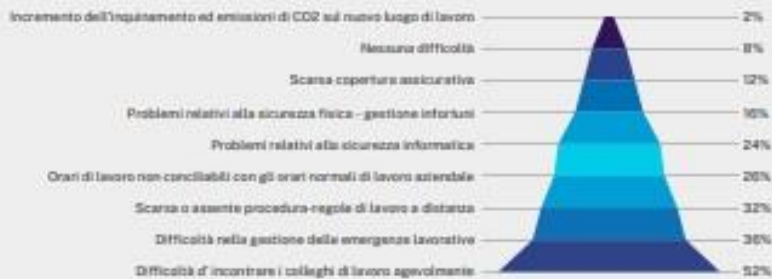 Incremento dell'inquinamento ed emissioni di CO2 sul nuovo luogo di lavoro 2%
Nessuna difficoltà 8%
Scarsa copertura assicurativa 12%
Problemi relativi alla sicurezza fisica - gestione infortuni 16%
Problemi relativi alla sicurezza informatica 24%
Orari di lavoro non conciliabili con gli orari normali di lavoro aziendale 26%
Scarsa o assente procedura-regole di lavoro a distanza 32%
Difficoltà nella gestione delle emergenze lavorative 36%
Difficoltà d' incontrare i colleghi di lavoro agevolmente 52%